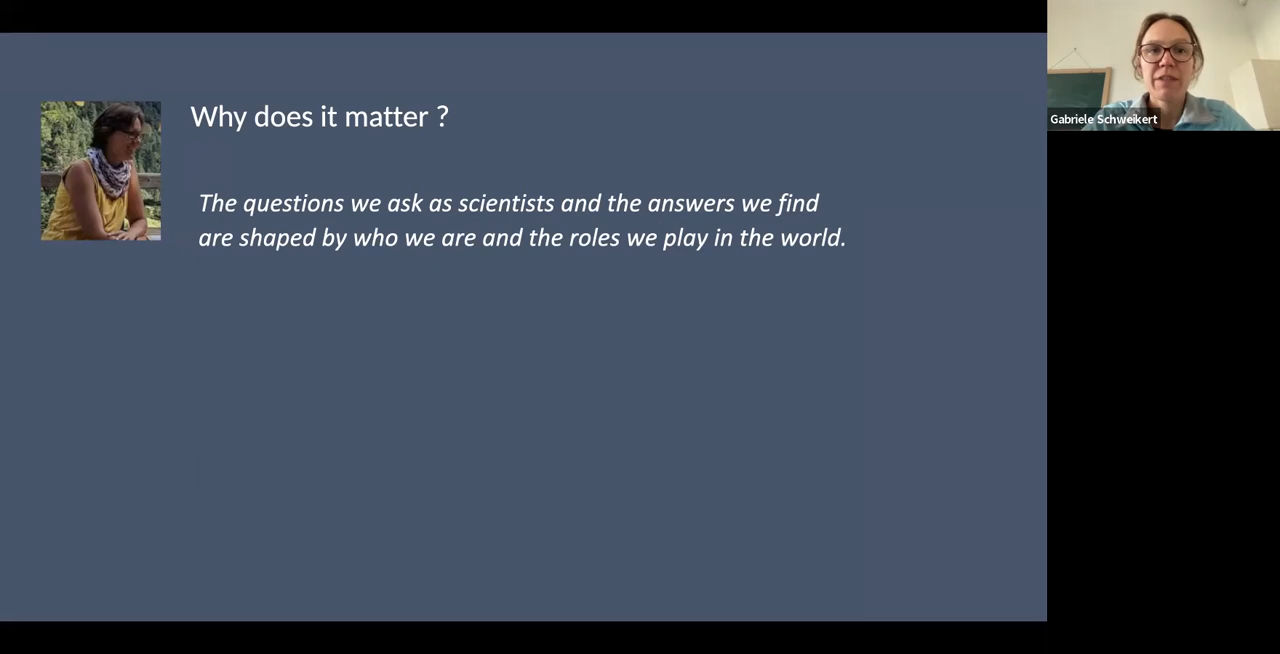 Why does it matter ?
The questions we ask as scientists and the answers we find
are shaped by who we are and the roles we play in the world.
Gabriele Schweikert